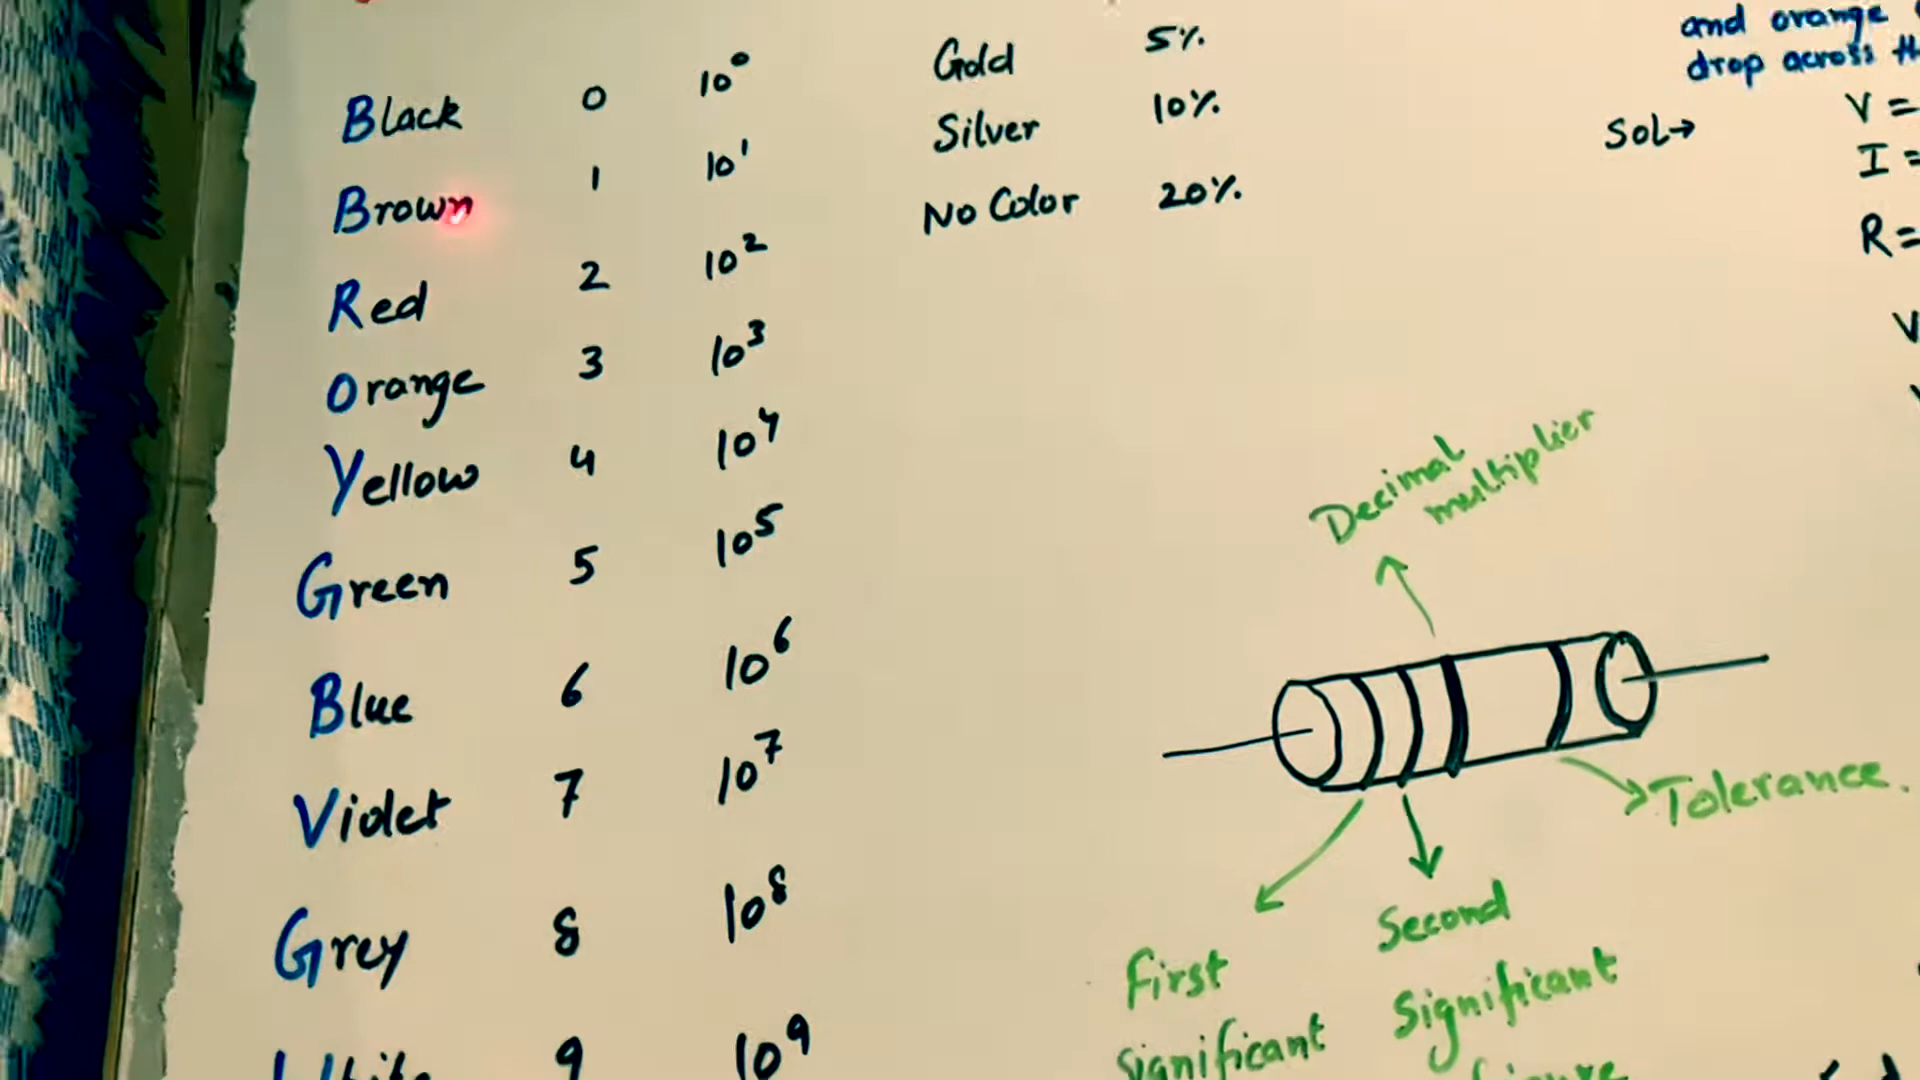 Black 0 10⁰
Brown 1 10¹
Red 2 10²
Orange 3 10³
Yellow 4 10⁴
Green 5 10⁵
Blue 6 10⁶
Violet 7 10⁷
Grey 8 10⁸
White 9 10⁹
Gold 5%
Silver 10%
No Color 20%
and orange
drop across
Sol→
V =
I =
R =
V
Decimal
multiplier
Tolerance.
First
Significant
Second
Significant